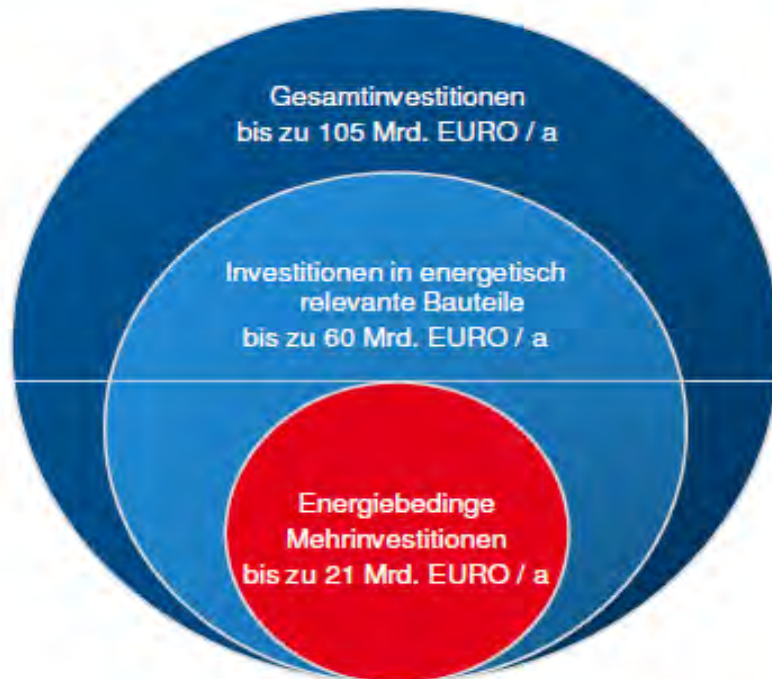 Gesamtinvestitionen
bis zu 105 Mrd. EURO / a
Investitionen in energetisch
relevante Bauteile
bis zu 60 Mrd. EURO / a
Energiebedinge
Mehrinvestitionen
bis zu 21 Mrd. EURO / a